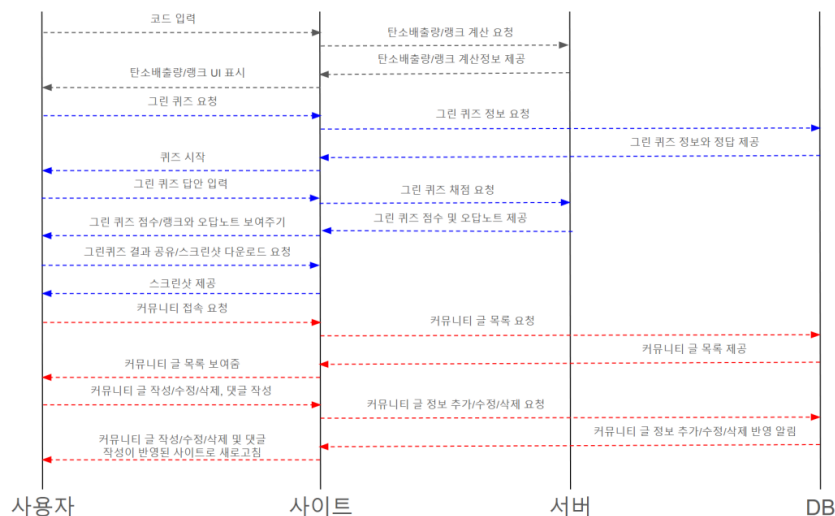 코드 입력
탄소배출량/랭크 계산 요청
탄소배출량/랭크 계산정보 제공
탄소배출량/랭크 UI 표시
그린 퀴즈 요청
그린 퀴즈 정보 요청
그린 퀴즈 정보와 정답 제공
퀴즈 시작
그린 퀴즈 답안 입력
그린 퀴즈 채점 요청
그린 퀴즈 점수 및 오답노트 제공
그린 퀴즈 점수/랭크와 오답노트 보여주기
그린퀴즈 결과 공유/스크린샷 다운로드 요청
스크린샷 제공
커뮤니티 접속 요청
커뮤니티 글 목록 요청
커뮤니티 글 목록 제공
커뮤니티 글 목록 보여줌
커뮤니티 글 작성/수정/삭제, 댓글 작성
커뮤니티 글 정보 추가/수정/삭제 요청
커뮤니티 글 정보 추가/수정/삭제 반영 알림
커뮤니티 글 작성/수정/삭제 및 댓글
작성이 반영된 사이트로 새로고침
사용자
사이트
서버
DB